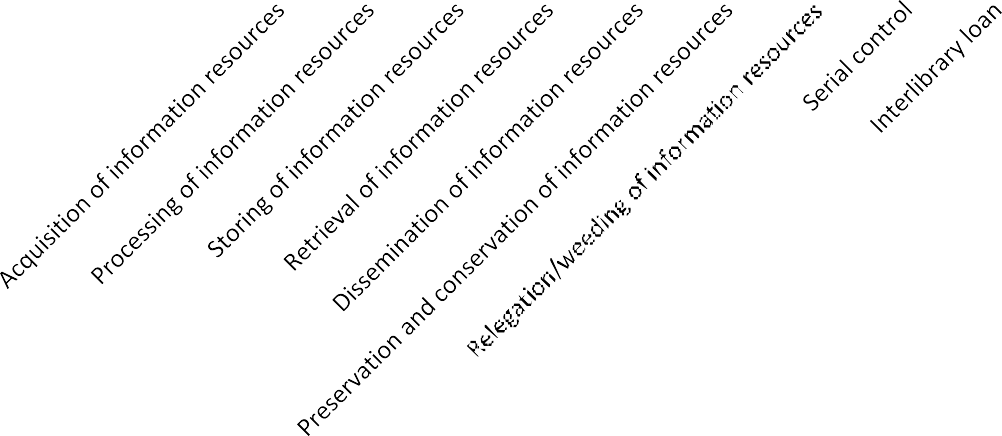 Acquisition of information resources
Processing of information resources
Storing of information resources
Retrieval of information resources
Dissemination of information resources
Preservation and conservation of information resources
Relegation/weeding of information resources
Serial control
Interlibrary loan